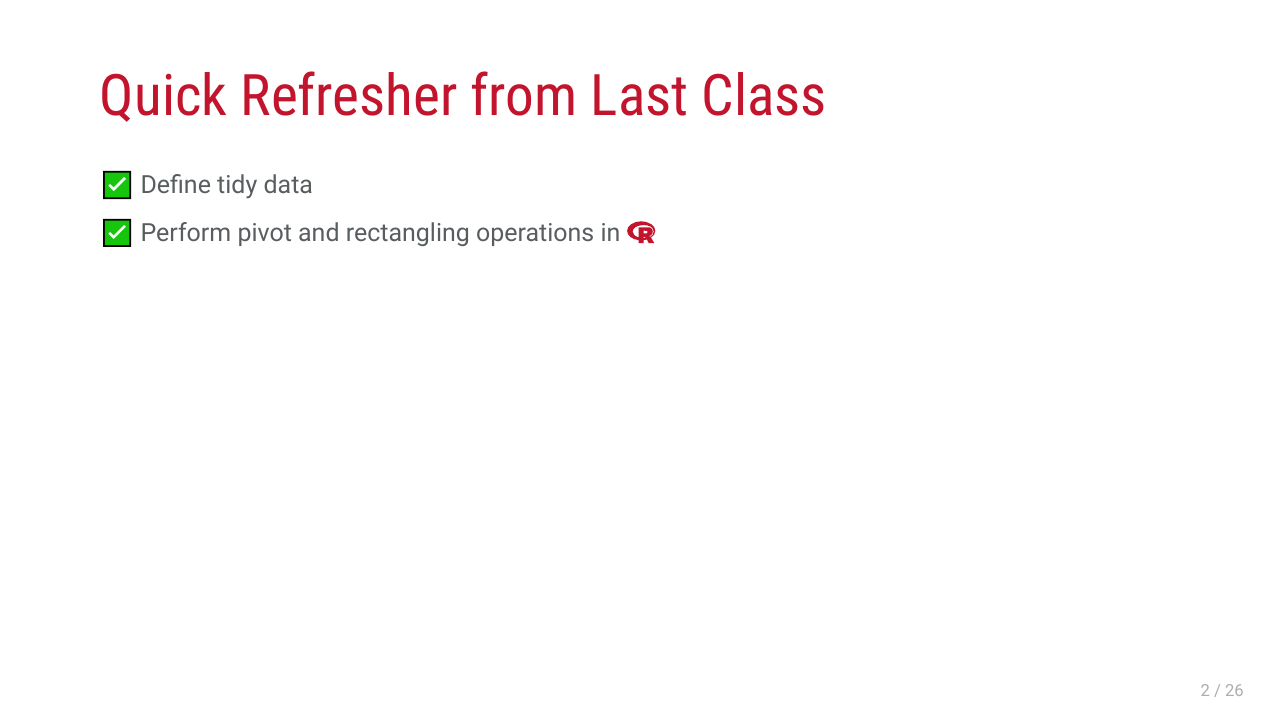 Quick Refresher from Last Class
✅ Define tidy data
✅ Perform pivot and rectangling operations in R
2 / 26